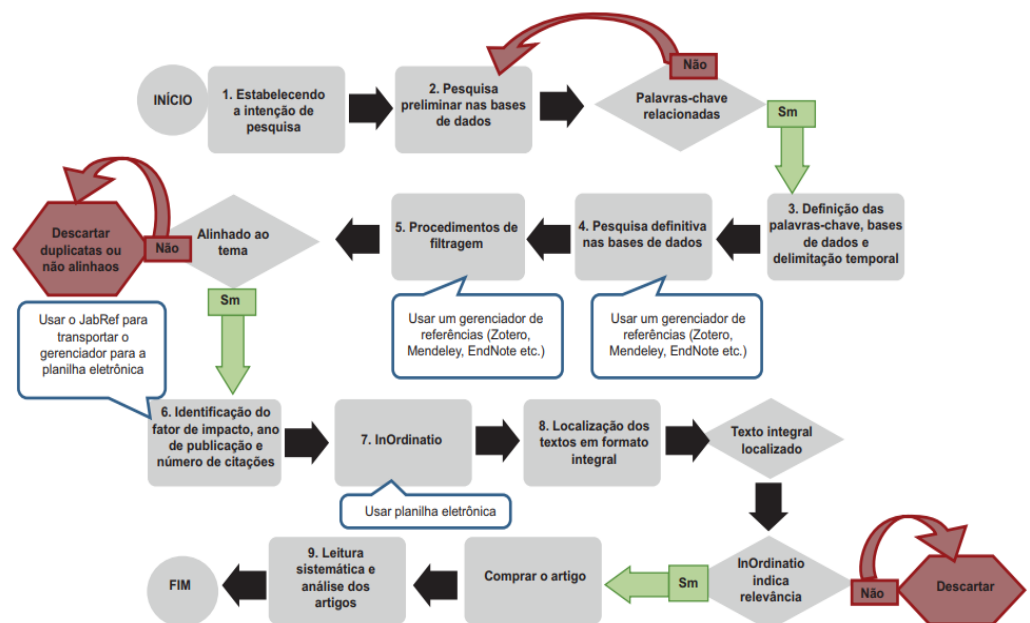 INÍCIO
1. Estabelecendo
a intenção de
pesquisa
2. Pesquisa
preliminar nas bases
de dados
Não
Palavras-chave
relacionadas
Sm
3. Definição das
palavras-chave, bases
de dados e
delimitação temporal
4. Pesquisa definitiva
nas bases de dados
Usar um gerenciador de
referências (Zotero,
Mendeley, EndNote etc.)
5. Procedimentos de
filtragem
Usar um gerenciador de
referências (Zotero,
Mendeley, EndNote etc.)
Alinhado ao
tema
Não
Descartar
duplicatas ou
não alinhaos
Sm
Usar o JabRef para
transportar o
gerenciador para a
planilha eletrônica
6. Identificação do
fator de impacto, ano
de publicação e
número de citações
7. InOrdinatio
Usar planilha eletrônica
8. Localização dos
textos em formato
integral
Texto integral
localizado
InOrdinatio
indica
relevância
Não
Descartar
Sm
Comprar o artigo
9. Leitura
sistemática e
análise dos
artigos
FIM